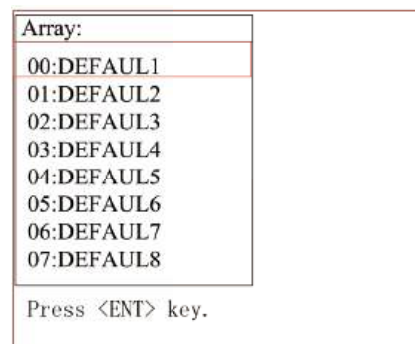 Array:
00:DEFAUL1
01:DEFAUL2
02:DEFAUL3
03:DEFAUL4
04:DEFAUL5
05:DEFAUL6
06:DEFAUL7
07:DEFAUL8
Press <ENT> key.